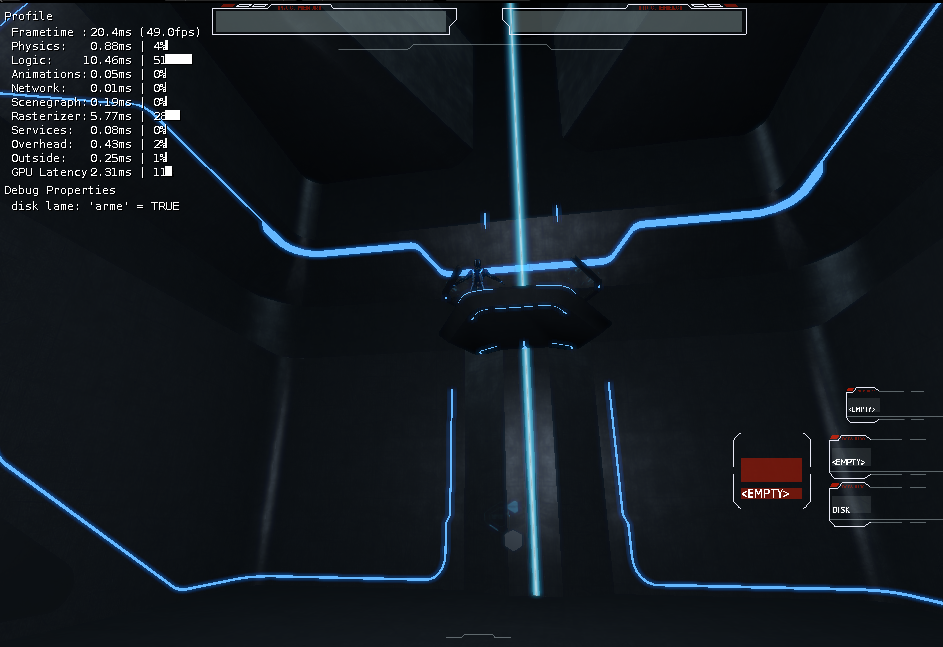 Profile
Frametime : 20.4ms (49.0fps)
Physics: 0.88ms | 4%
Logic: 10.46ms | 51
Animations: 0.05ms | 0%
Network: 0.01ms | 0%
Scenegraph: 0.19ms | 0%
Rasterizer: 5.77ms | 28
Services: 0.08ms | 0%
Overhead: 0.43ms | 2%
Outside: 0.25ms | 1%
GPU Latency 2.31ms | 11
Debug Properties
disk lame: 'arme' = TRUE
<EMPTY>
<EMPTY>
<EMPTY>
DISK